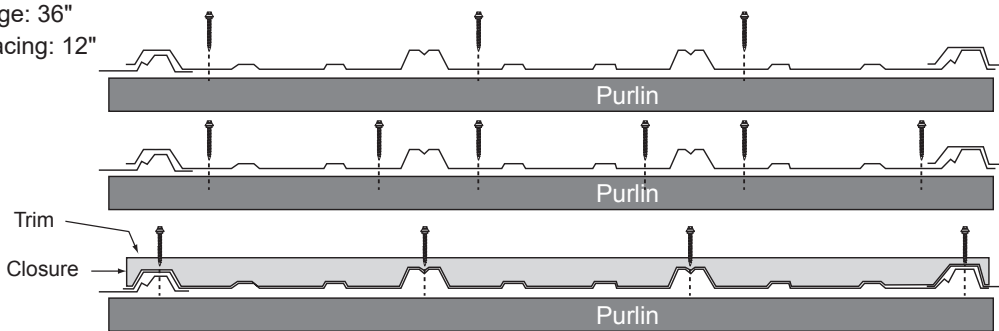 ge: 36"
acing: 12"
Purlin
Purlin
Trim
Closure
Purlin